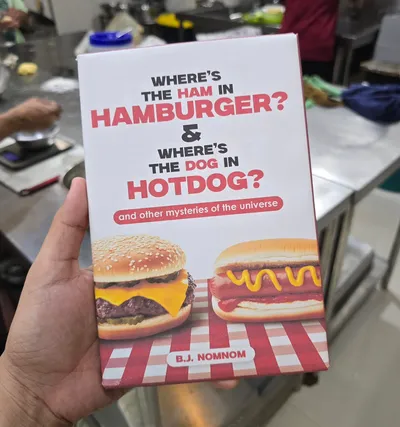 WHERE'S
THE HAM IN
HAMBURGER?
&
WHERE'S
THE DOG IN
HOTDOG?
and other mysteries of the universe
B.J. NOMNOM